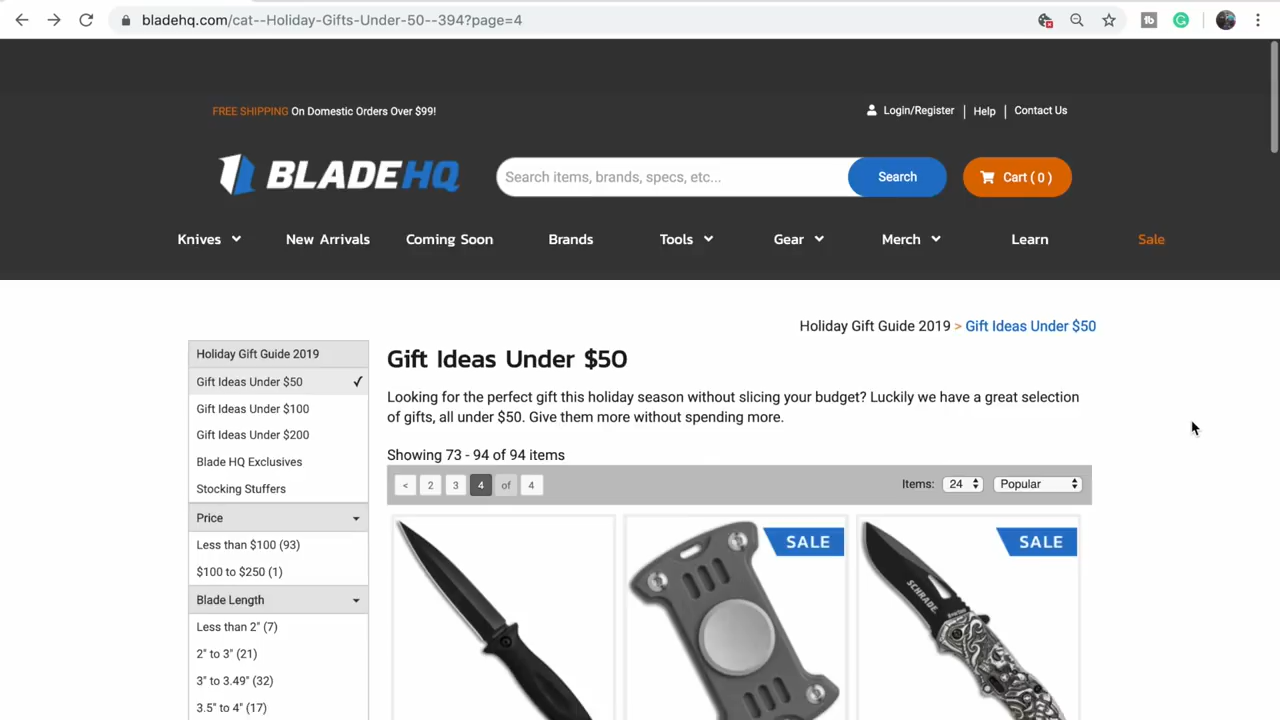 bladehq.com/cat--Holiday-Gifts-Under-50--394?page=4
FREE SHIPPING On Domestic Orders Over $99!
Login/Register | Help | Contact Us
BLADEHQ
Search items, brands, specs, etc...
Search
Cart ( 0 )
Knives New Arrivals Coming Soon Brands Tools Gear Merch Learn Sale
Holiday Gift Guide 2019 > Gift Ideas Under $50
Holiday Gift Guide 2019
Gift Ideas Under $50
Gift Ideas Under $100
Gift Ideas Under $200
Blade HQ Exclusives
Stocking Stuffers
Price
Less than $100 (93)
$100 to $250 (1)
Blade Length
Less than 2" (7)
2" to 3" (21)
3" to 3.49" (32)
3.5" to 4" (17)
Gift Ideas Under $50
Looking for the perfect gift this holiday season without slicing your budget? Luckily we have a great selection
of gifts, all under $50. Give them more without spending more.
Showing 73 - 94 of 94 items
< 2 3 4 of 4
Items: 24 Popular
SALE
SALE
SCHRADE